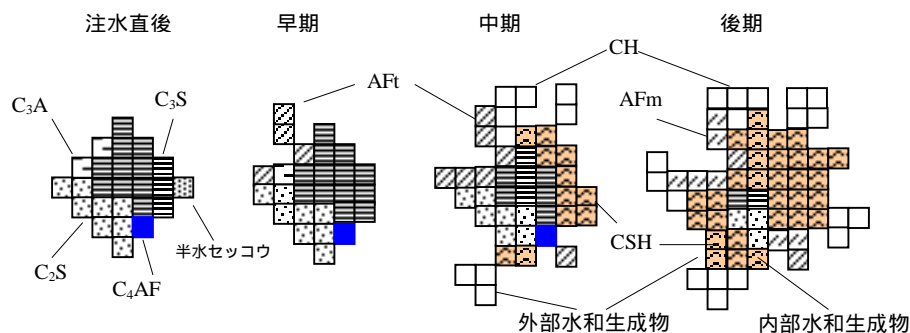 注水直後
早期
中期
後期
CH
AFt
AFm
C₃A
C₃S
C₂S
C₄AF
半水セッコウ
CSH
外部水和生成物
内部水和生成物